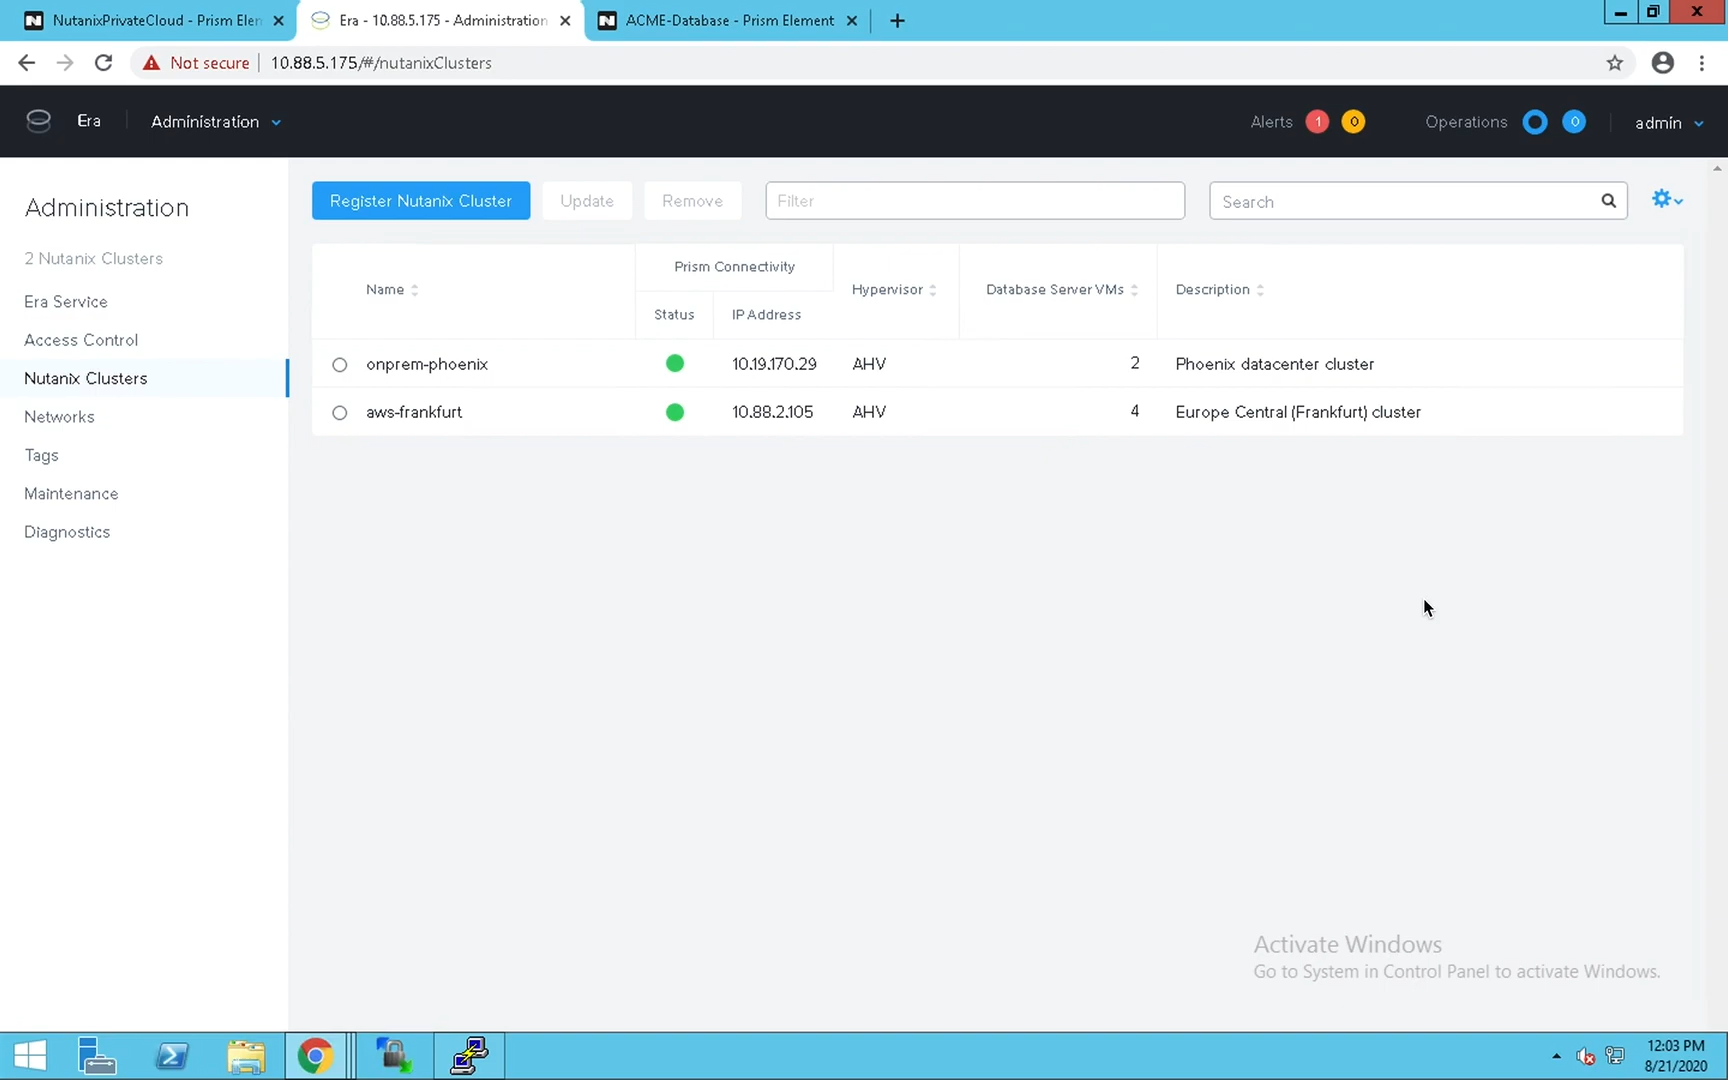 NutanixPrivateCloud - Prism Elen
Era - 10.88.5.175 - Administration
ACME-Database - Prism Element
Not secure
10.88.5.175/#/nutanixClusters
Era
Administration
Alerts 1 0
Operations 0
admin
Administration
2 Nutanix Clusters
Era Service
Access Control
Nutanix Clusters
Networks
Tags
Maintenance
Diagnostics
Register Nutanix Cluster
Update
Remove
Filter
Search
Name
Prism Connectivity
Status
IP Address
Hypervisor
Database Server VMs
Description
onprem-phoenix 10.19.170.29 AHV 2 Phoenix datacenter cluster
aws-frankfurt 10.88.2.105 AHV 4 Europe Central (Frankfurt) cluster
Activate Windows
Go to System in Control Panel to activate Windows.
12:03 PM
8/21/2020